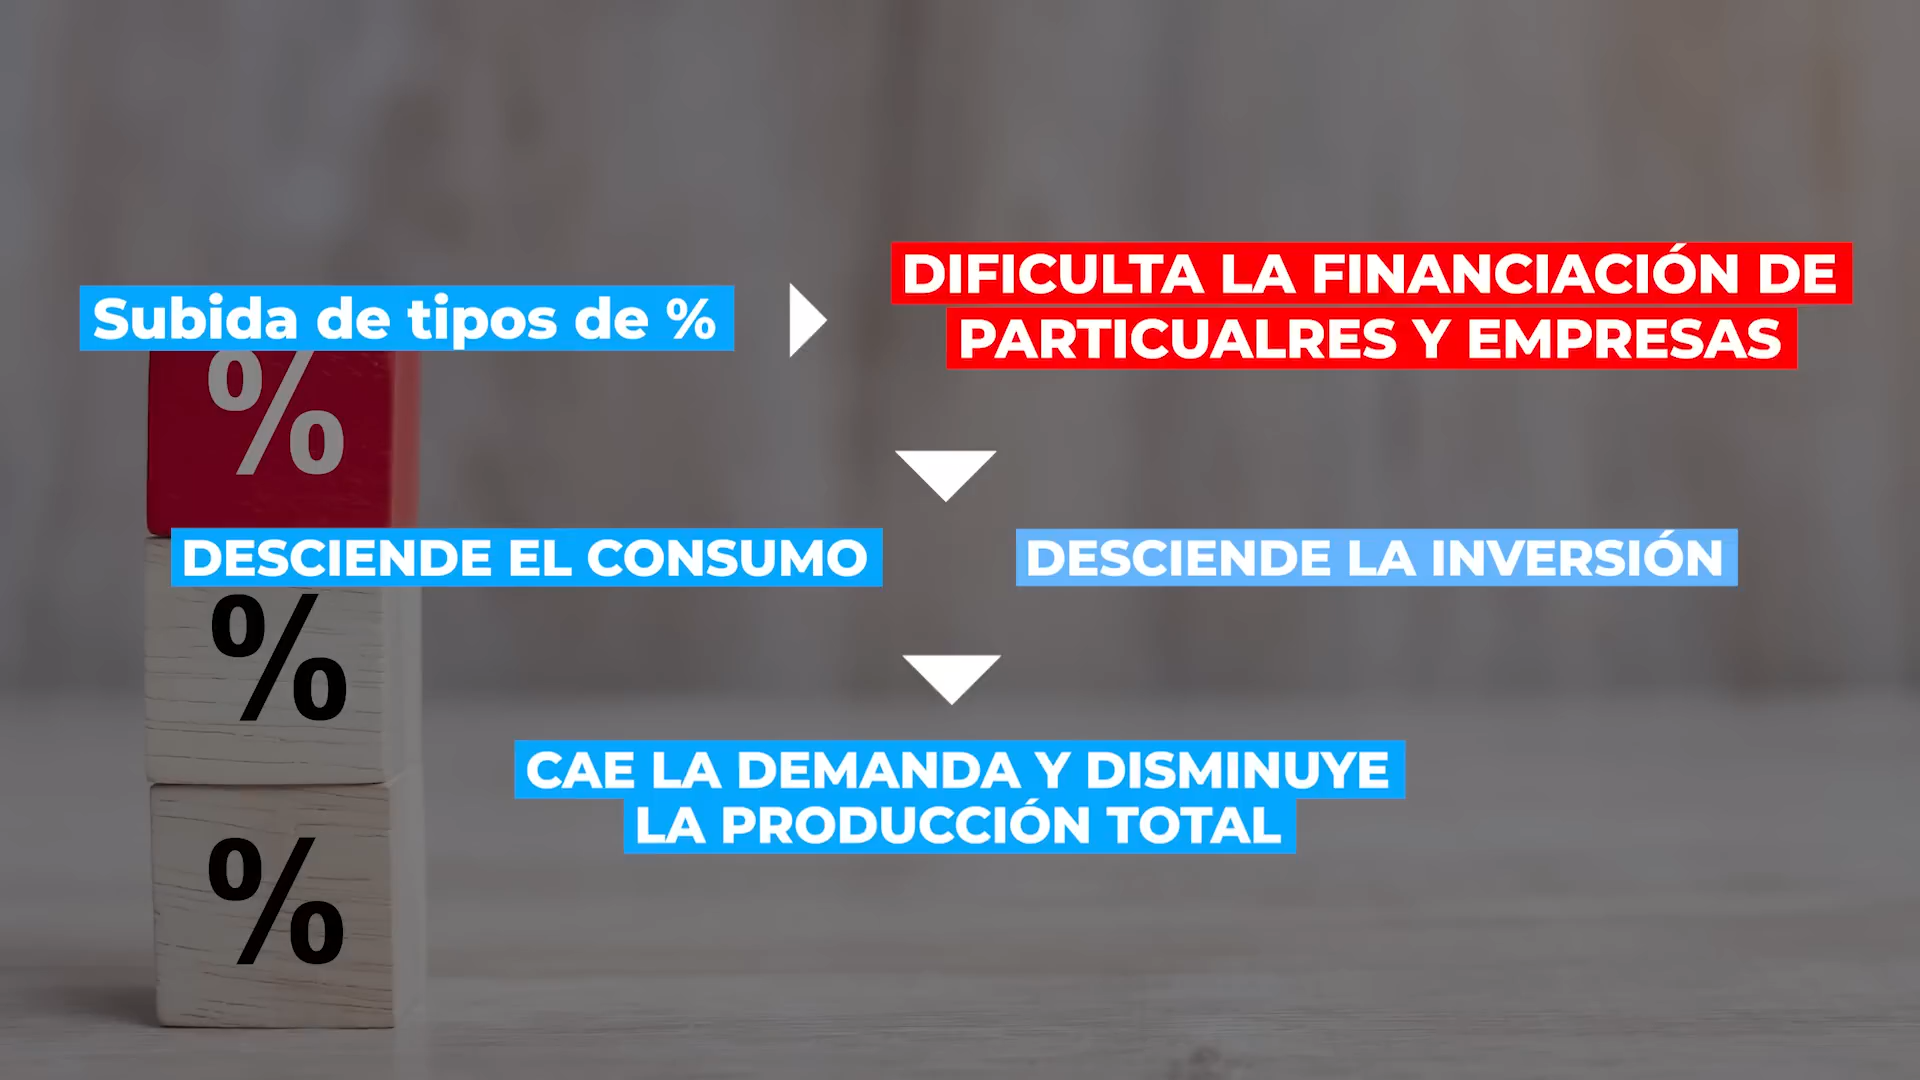 Subida de tipos de %
DIFICULTA LA FINANCIACIÓN DE
PARTICUALRES Y EMPRESAS
%
DESCIENDE EL CONSUMO
DESCIENDE LA INVERSIÓN
%
CAE LA DEMANDA Y DISMINUYE
LA PRODUCCIÓN TOTAL
%